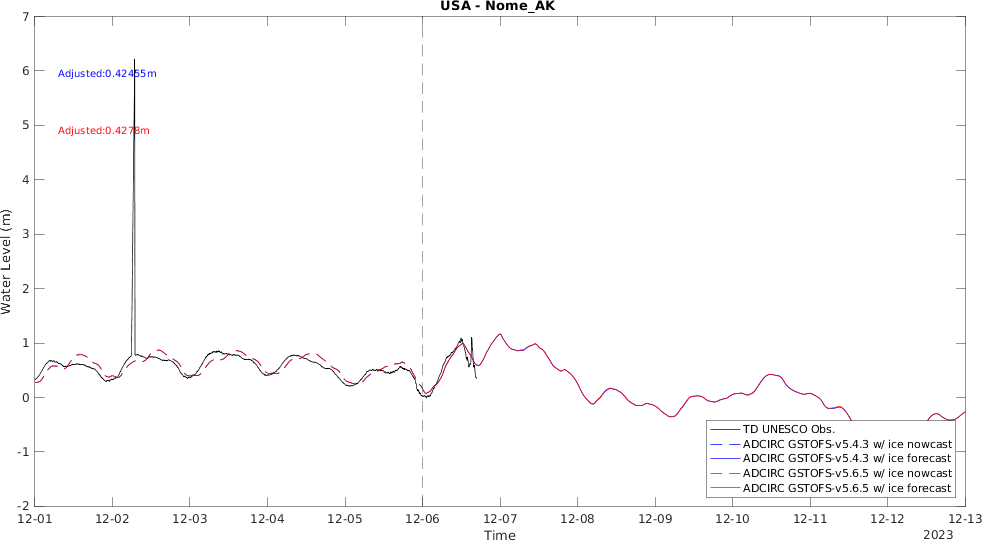 USA - Nome_AK
7
6
5
4
3
2
1
0
-1
-2
Water Level (m)
Adjusted:0.42455m
Adjusted:0.4278m
TD UNESCO Obs.
ADCIRC GSTOFS-v5.4.3 w/ ice nowcast
ADCIRC GSTOFS-v5.4.3 w/ ice forecast
ADCIRC GSTOFS-v5.6.5 w/ ice nowcast
ADCIRC GSTOFS-v5.6.5 w/ ice forecast
12-01 12-02 12-03 12-04 12-05 12-06 12-07 12-08 12-09 12-10 12-11 12-12 12-13
Time
2023